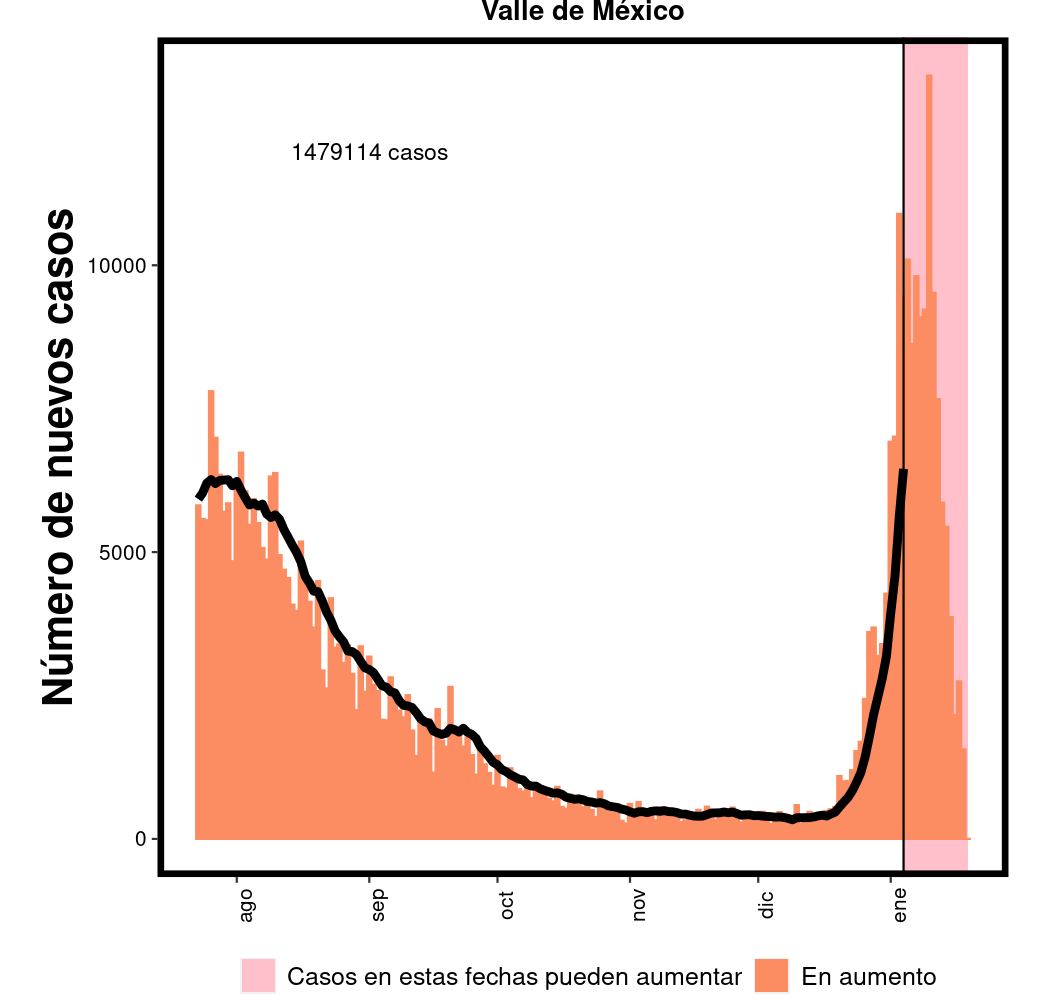 Valle de México
1479114 casos
Número de nuevos casos
10000
5000
0
ago
sep
oct
nov
dic
ene
Casos en estas fechas pueden aumentar
En aumento